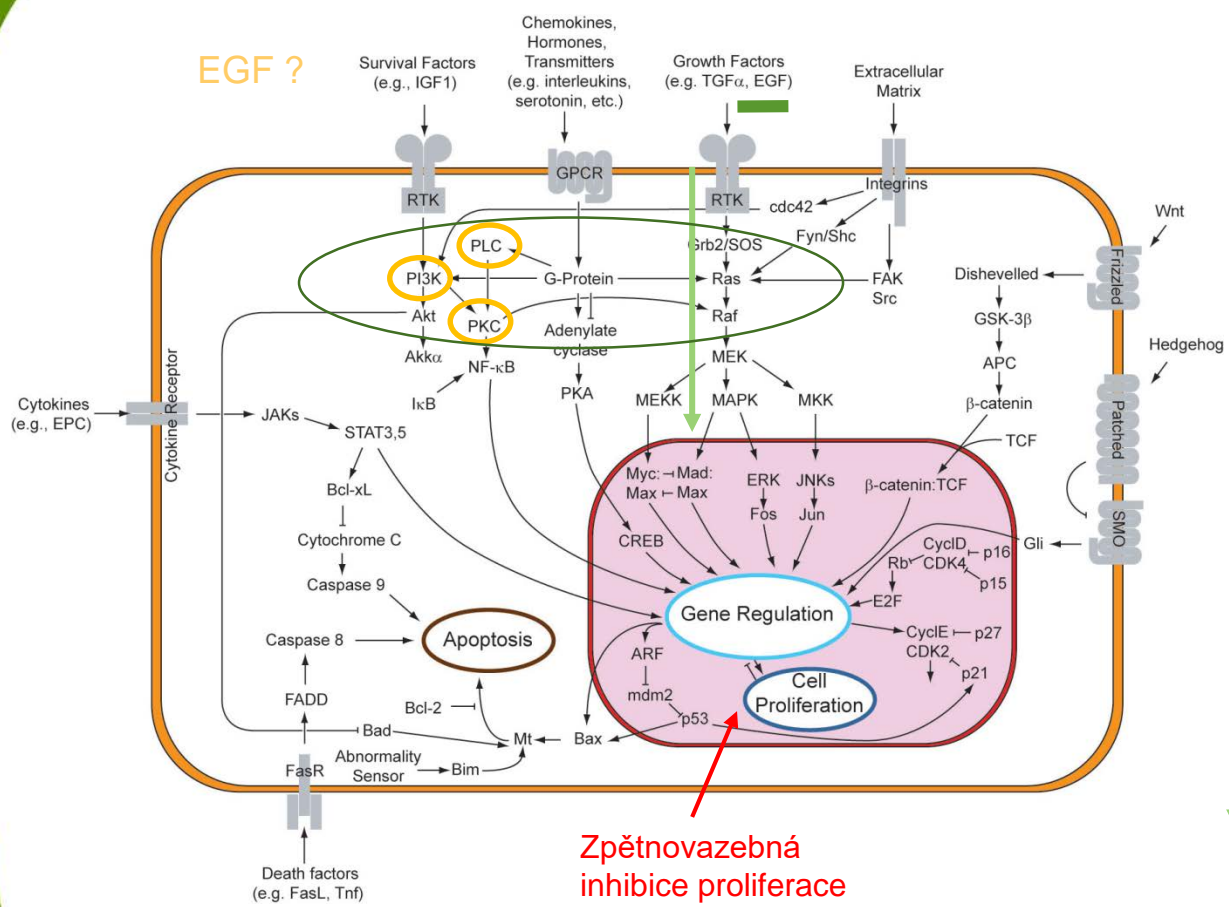 EGF ?
Survival Factors
(e.g., IGF1)
Chemokines,
Hormones,
Transmitters
(e.g. interleukins,
serotonin, etc.)
Growth Factors
(e.g. TGFα, EGF)
Extracellular
Matrix
RTK
GPCR
RTK
Integrins
cdc42
Wnt
PLC
Grb2/SOS
Fyn/Shc
Frizzled
PI3K
G-Protein
Ras
FAK
Src
Dishevelled
Akt
PKC
Adenylate
cyclase
Raf
GSK-3β
Akkα
NF-κB
MEK
APC
Hedgehog
IκB
PKA
MEKK
MAPK
MKK
β-catenin
Patched
Cytokines
(e.g., EPC)
Cytokine Receptor
JAKs
STAT3,5
TCF
Myc:
Max
Mad:
Max
ERK
JNKs
β-catenin:TCF
Bcl-xL
Fos
Jun
SMO
Cytochrome C
CREB
Gli
CyclD
CDK4
p16
p15
Rb
E2F
Caspase 9
Gene Regulation
Caspase 8
Apoptosis
ARF
CyclE
CDK2
p27
p21
FADD
mdm2
Cell
Proliferation
Bcl-2
p53
Bad
Mt
Bax
Abnormality
Sensor
Bim
FasR
Death factors
(e.g. FasL, Tnf)
Zpětnovazebná
inhibice proliferace